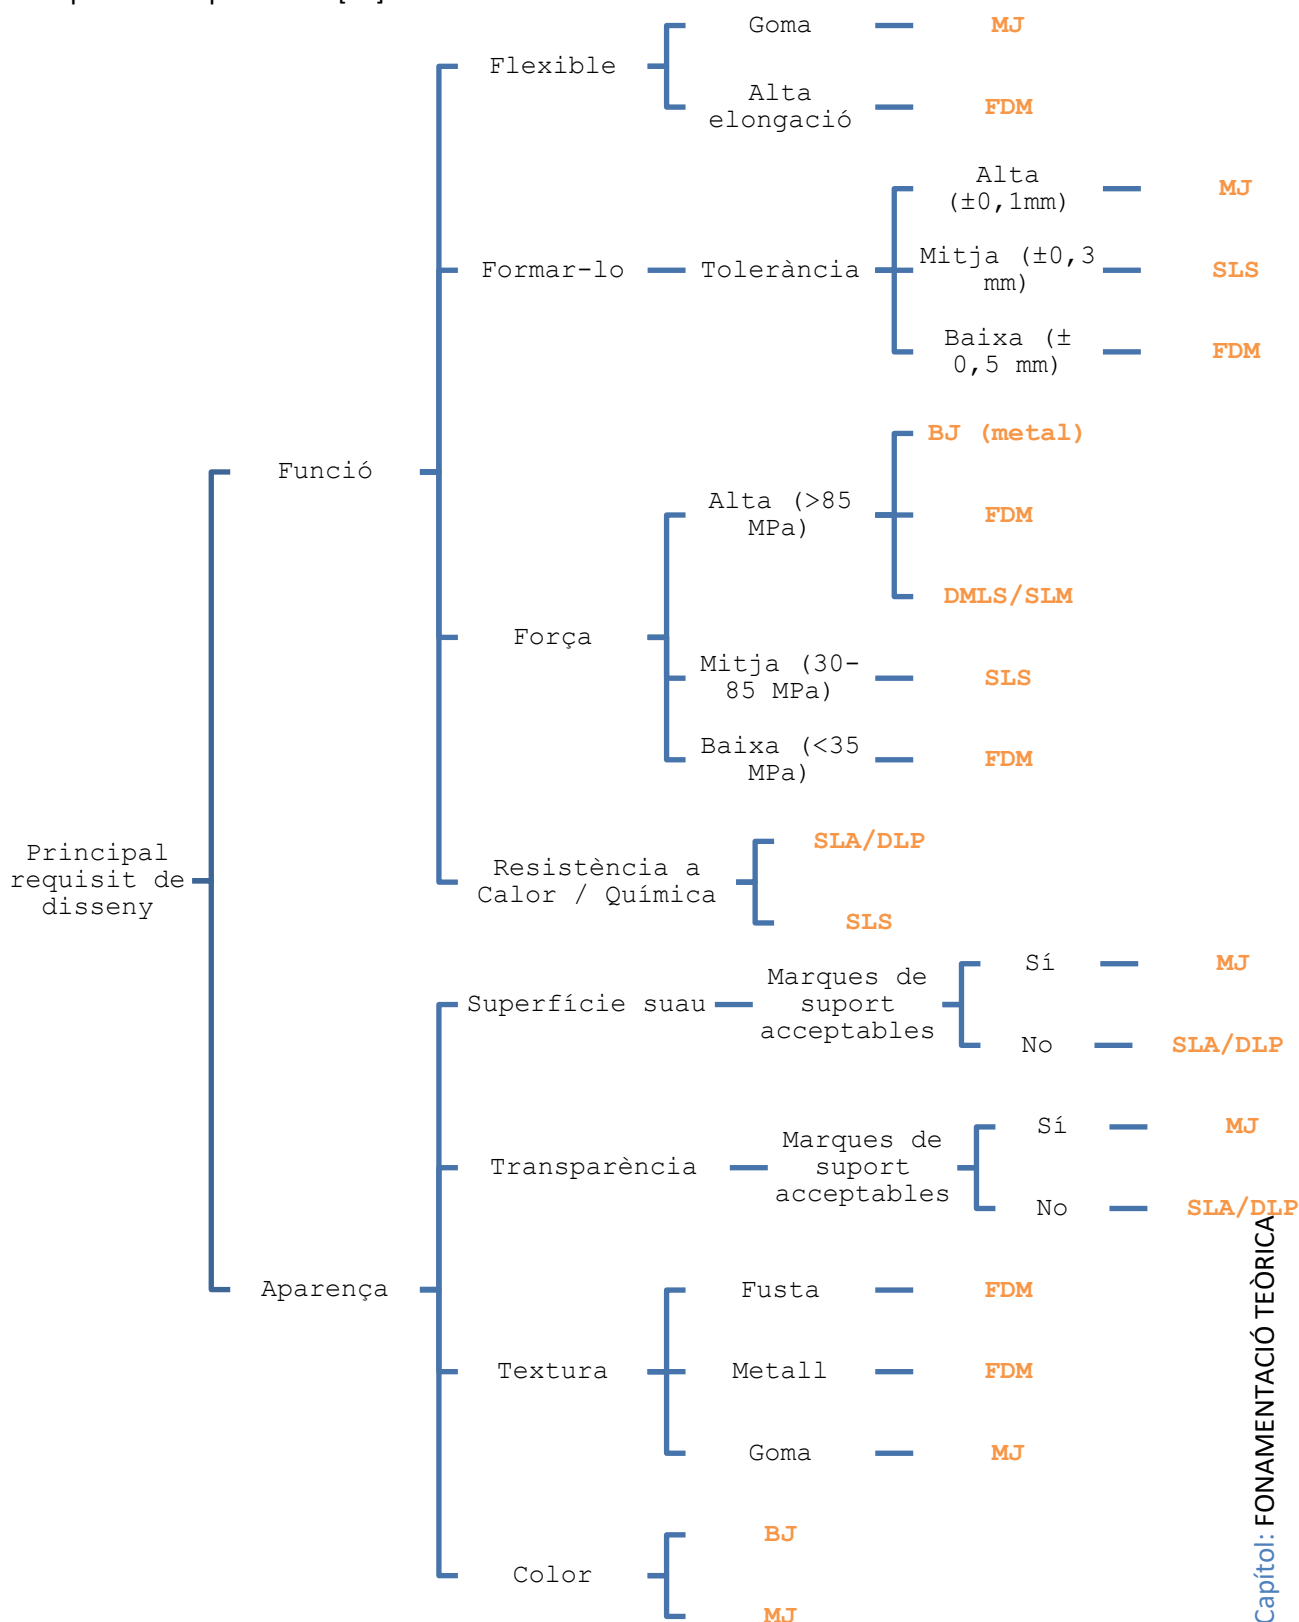 Goma
MJ
Flexible
Alta
elongació
FDM
Alta
(±0,1mm)
MJ
Formar-lo
Tolerància
Mitja (±0,3
mm)
SLS
Baixa (±
0,5 mm)
FDM
BJ (metal)
Funció
Alta (>85
MPa)
FDM
DMLS/SLM
Força
Mitja (30-
85 MPa)
SLS
Baixa (<35
MPa)
FDM
Principal
requisit de
disseny
SLA/DLP
Resistència a
Calor / Química
SLS
Superfície suau
Marques de
suport
acceptables
Sí
MJ
No
SLA/DLP
Transparència
Marques de
suport
acceptables
Sí
MJ
No
SLA/DLP
Aparença
Fusta
FDM
Textura
Metall
FDM
Goma
MJ
BJ
Color
MJ
Capítol: FONAMENTACIÓ TEÒRICA